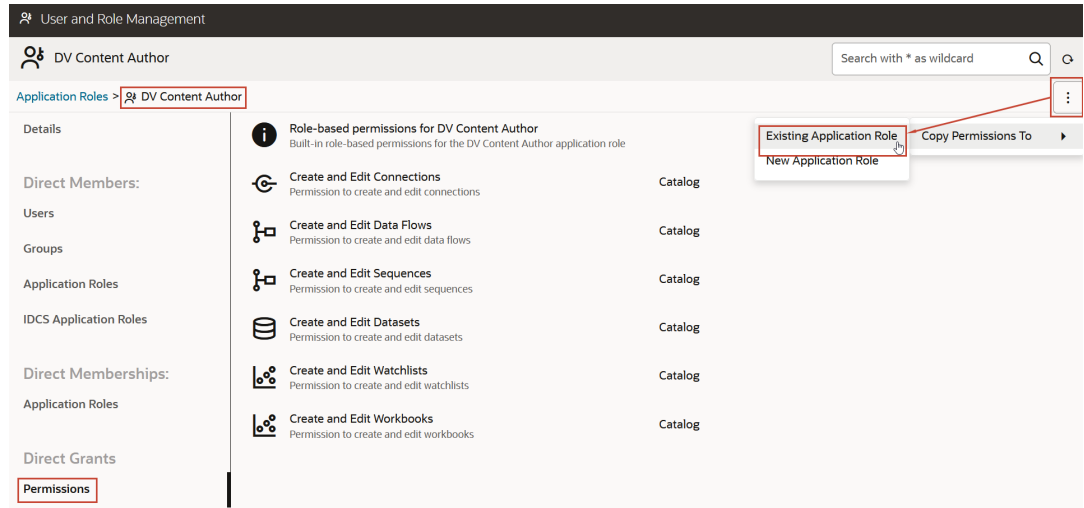 User and Role Management
DV Content Author
Search with * as wildcard
Application Roles > DV Content Author
Details
Direct Members:
Users
Groups
Application Roles
IDCS Application Roles
Direct Memberships:
Application Roles
Direct Grants
Permissions
Role-based permissions for DV Content Author
Built-in role-based permissions for the DV Content Author application role
Create and Edit Connections
Permission to create and edit connections
Catalog
Create and Edit Data Flows
Permission to create and edit data flows
Catalog
Create and Edit Sequences
Permission to create and edit sequences
Catalog
Create and Edit Datasets
Permission to create and edit datasets
Catalog
Create and Edit Watchlists
Permission to create and edit watchlists
Catalog
Create and Edit Workbooks
Permission to create and edit workbooks
Catalog
Existing Application Role
New Application Role
Copy Permissions To